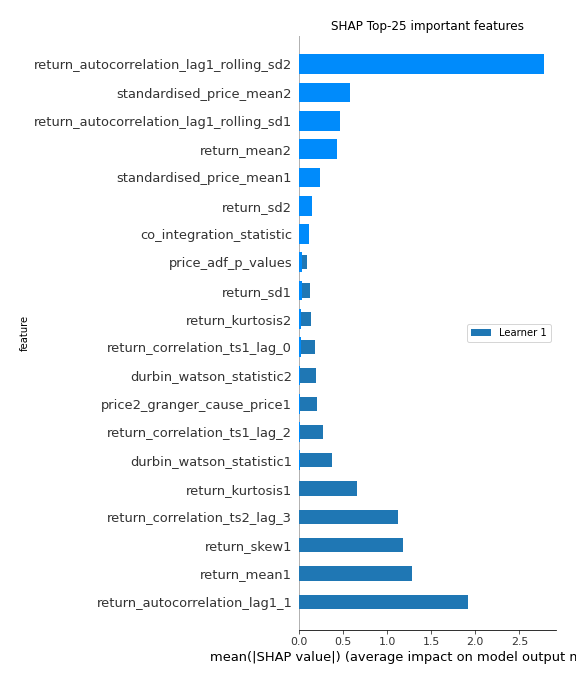 SHAP Top-25 important features
return_autocorrelation_lag1_rolling_sd2
standardised_price_mean2
return_autocorrelation_lag1_rolling_sd1
return_mean2
standardised_price_mean1
return_sd2
co_integration_statistic
price_adf_p_values
return_sd1
return_kurtosis2
return_correlation_ts1_lag_0
durbin_watson_statistic2
price2_granger_cause_price1
return_correlation_ts1_lag_2
durbin_watson_statistic1
return_kurtosis1
return_correlation_ts2_lag_3
return_skew1
return_mean1
return_autocorrelation_lag1_1
feature
Learner 1
0.0 0.5 1.0 1.5 2.0 2.5
mean(|SHAP value|) (average impact on model output